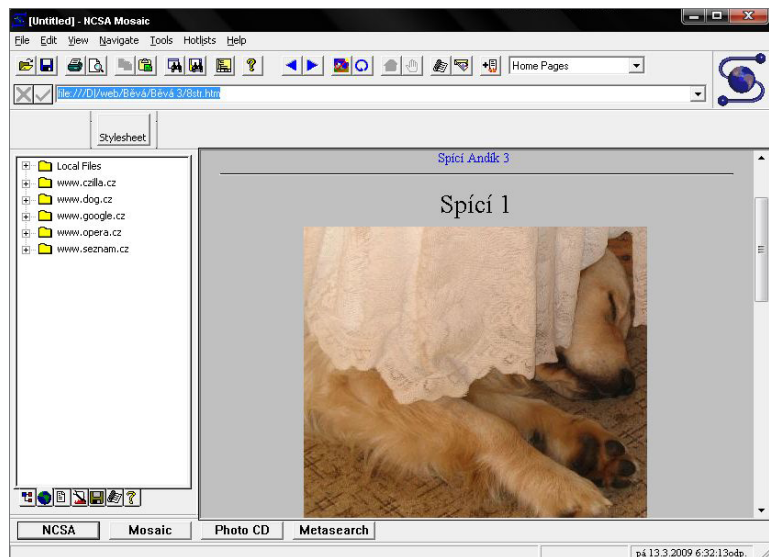 [Untitled] - NCSA Mosaic
File Edit View Navigate Tools Hotlists Help
Home Pages
file:///D|/web/Běvá/Běvá 3/8str.htm
Stylesheet
Local Files
www.czilla.cz
www.dog.cz
www.google.cz
www.opera.cz
www.seznam.cz
Spící Andík 3
Spící 1
NCSA Mosaic Photo CD Metasearch
pá 13.3.2009 6:32:13odp.